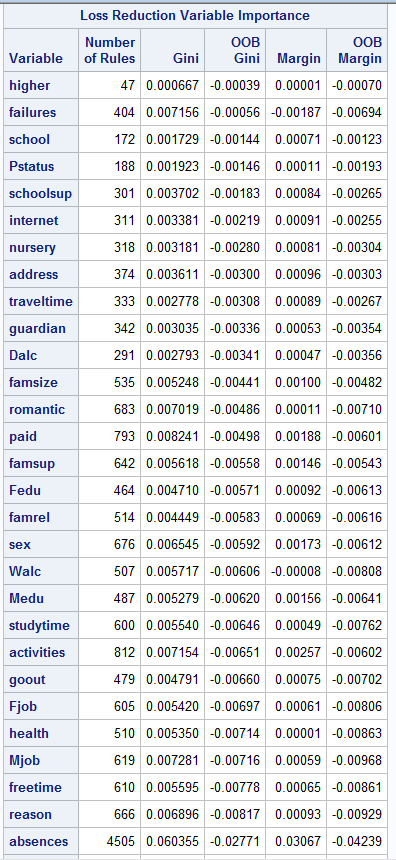 Loss Reduction Variable Importance
Variable Number of Rules Gini OOB Gini Margin OOB Margin
higher 47 0.000667 -0.00039 0.00001 -0.00070
failures 404 0.007156 -0.00056 -0.00187 -0.00694
school 172 0.001729 -0.00144 0.00071 -0.00123
Pstatus 188 0.001923 -0.00146 0.00011 -0.00193
schoolsup 301 0.003702 -0.00183 0.00084 -0.00265
internet 311 0.003381 -0.00219 0.00091 -0.00255
nursery 318 0.003181 -0.00280 0.00081 -0.00304
address 374 0.003611 -0.00300 0.00096 -0.00303
traveltime 333 0.002778 -0.00308 0.00089 -0.00267
guardian 342 0.003035 -0.00336 0.00053 -0.00354
Dalc 291 0.002793 -0.00341 0.00047 -0.00356
famsize 535 0.005248 -0.00441 0.00100 -0.00482
romantic 683 0.007019 -0.00486 0.00011 -0.00710
paid 793 0.008241 -0.00498 0.00188 -0.00601
famsup 642 0.005618 -0.00558 0.00146 -0.00543
Fedu 464 0.004710 -0.00571 0.00092 -0.00613
famrel 514 0.004449 -0.00583 0.00069 -0.00616
sex 676 0.006545 -0.00592 0.00173 -0.00612
Walc 507 0.005717 -0.00606 -0.00008 -0.00808
Medu 487 0.005279 -0.00620 0.00156 -0.00641
studytime 600 0.005540 -0.00646 0.00049 -0.00762
activities 812 0.007154 -0.00651 0.00257 -0.00602
goout 479 0.004791 -0.00660 0.00075 -0.00702
Fjob 605 0.005420 -0.00697 0.00061 -0.00806
health 510 0.005350 -0.00714 0.00001 -0.00863
Mjob 619 0.007281 -0.00716 0.00059 -0.00968
freetime 610 0.005595 -0.00778 0.00065 -0.00861
reason 666 0.006896 -0.00817 0.00093 -0.00929
absences 4505 0.060355 -0.02771 0.03067 -0.04239